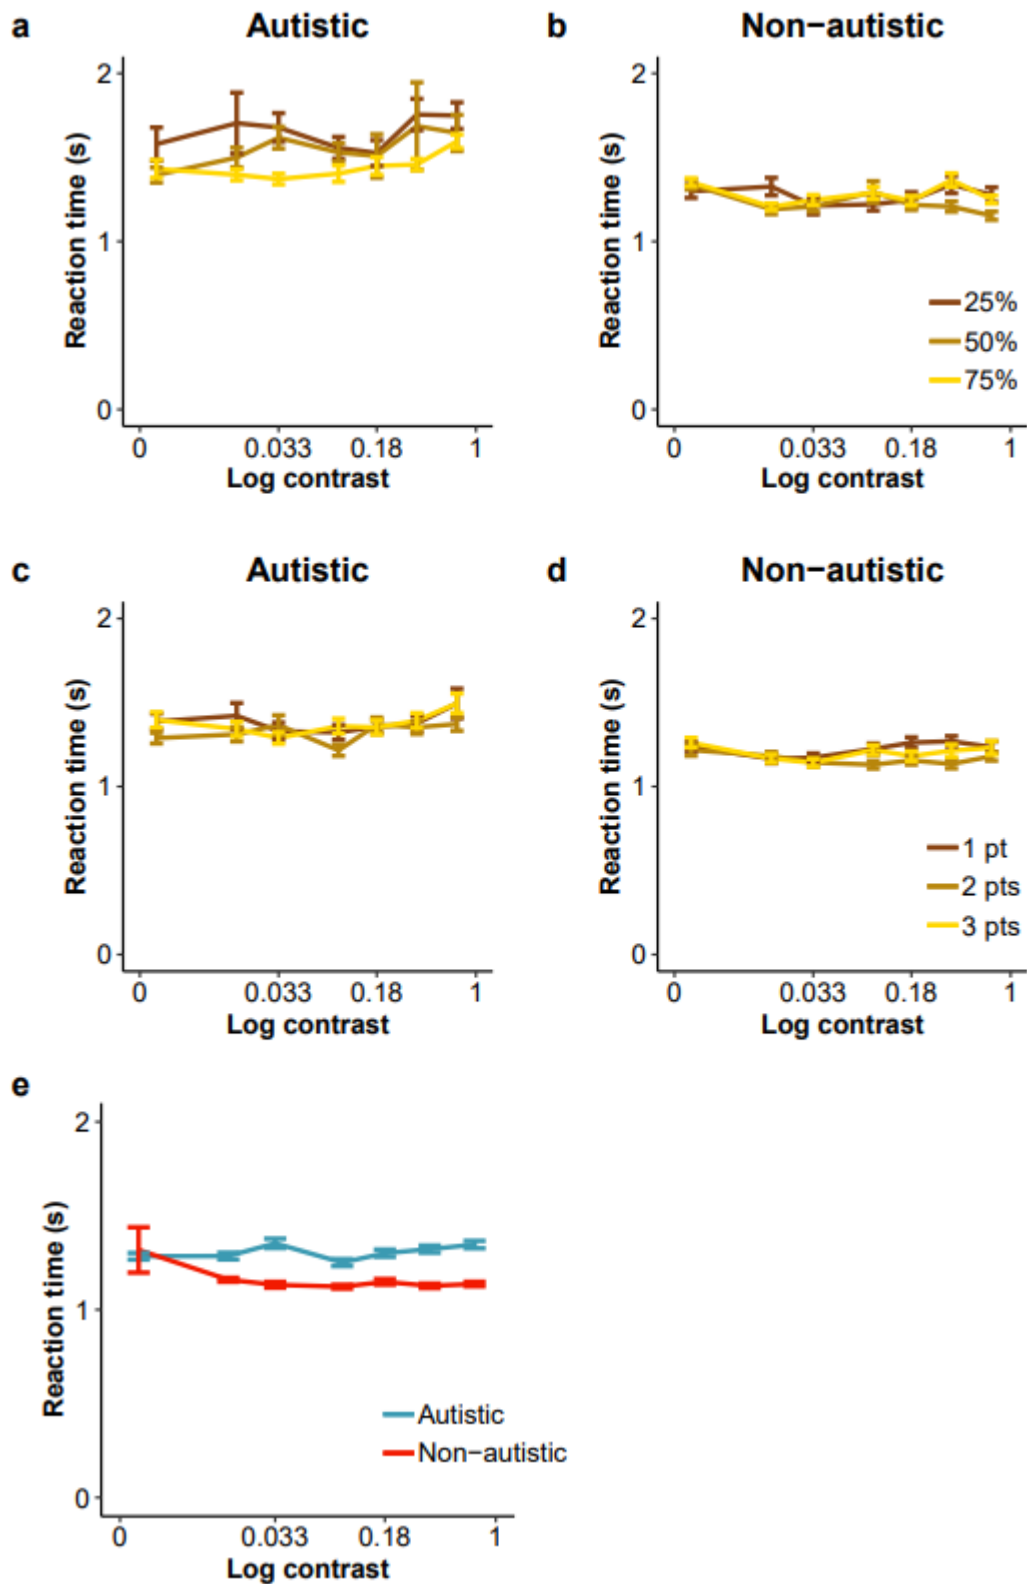 a Autistic
2
1
0
Reaction time (s)
0 0.033 0.18 1
Log contrast
b Non−autistic
2
1
0
Reaction time (s)
25%
50%
75%
0 0.033 0.18 1
Log contrast
c Autistic
2
1
0
Reaction time (s)
0 0.033 0.18 1
Log contrast
d Non−autistic
2
1
0
Reaction time (s)
1 pt
2 pts
3 pts
0 0.033 0.18 1
Log contrast
e
2
1
0
Reaction time (s)
Autistic
Non−autistic
0 0.033 0.18 1
Log contrast